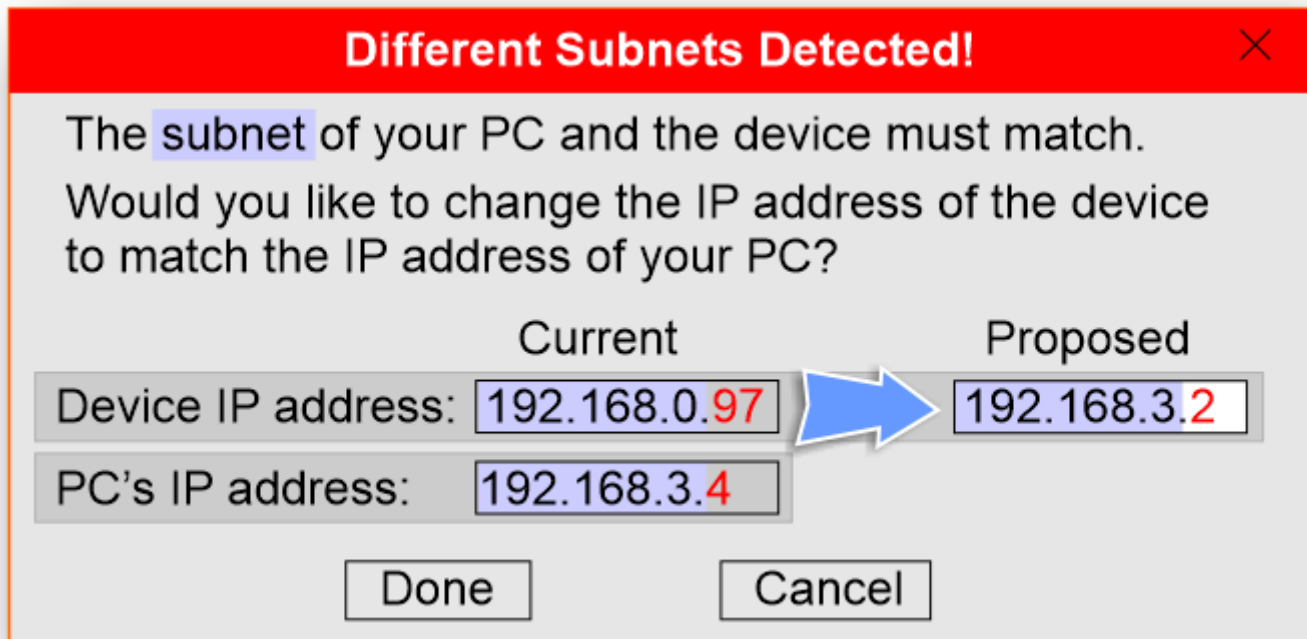 Different Subnets Detected!
The subnet of your PC and the device must match.
Would you like to change the IP address of the device
to match the IP address of your PC?
Current Proposed
Device IP address: 192.168.0.97 192.168.3.2
PC’s IP address: 192.168.3.4
Done Cancel